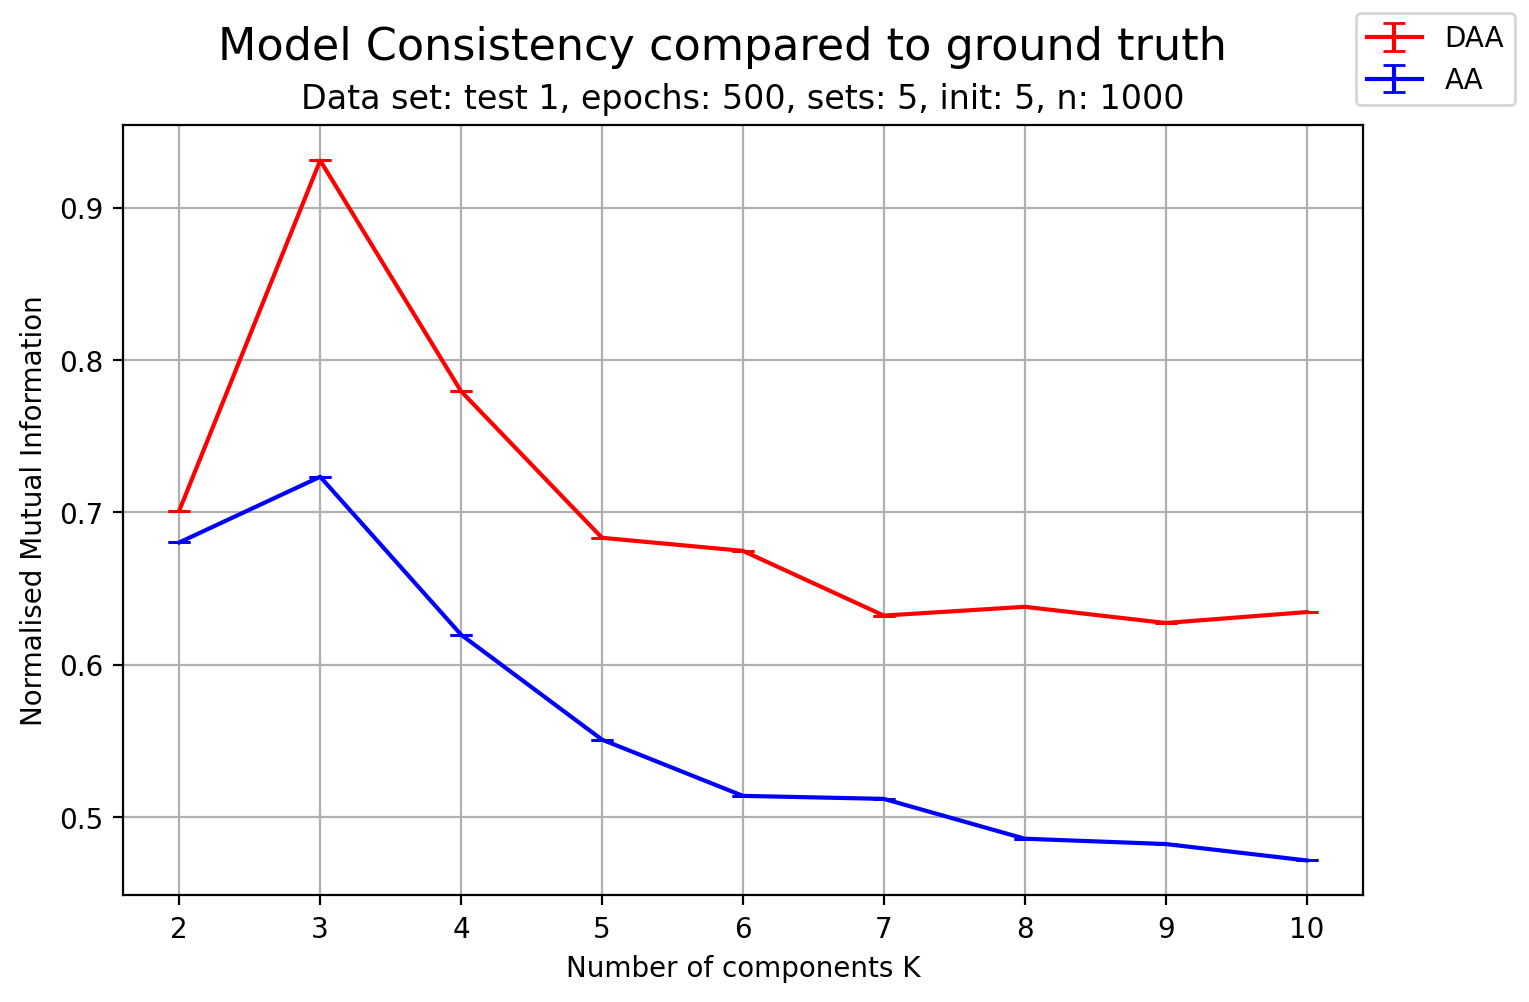 Model Consistency compared to ground truth
Data set: test 1, epochs: 500, sets: 5, init: 5, n: 1000
DAA
AA
Normalised Mutual Information
0.9
0.8
0.7
0.6
0.5
2 3 4 5 6 7 8 9 10
Number of components K